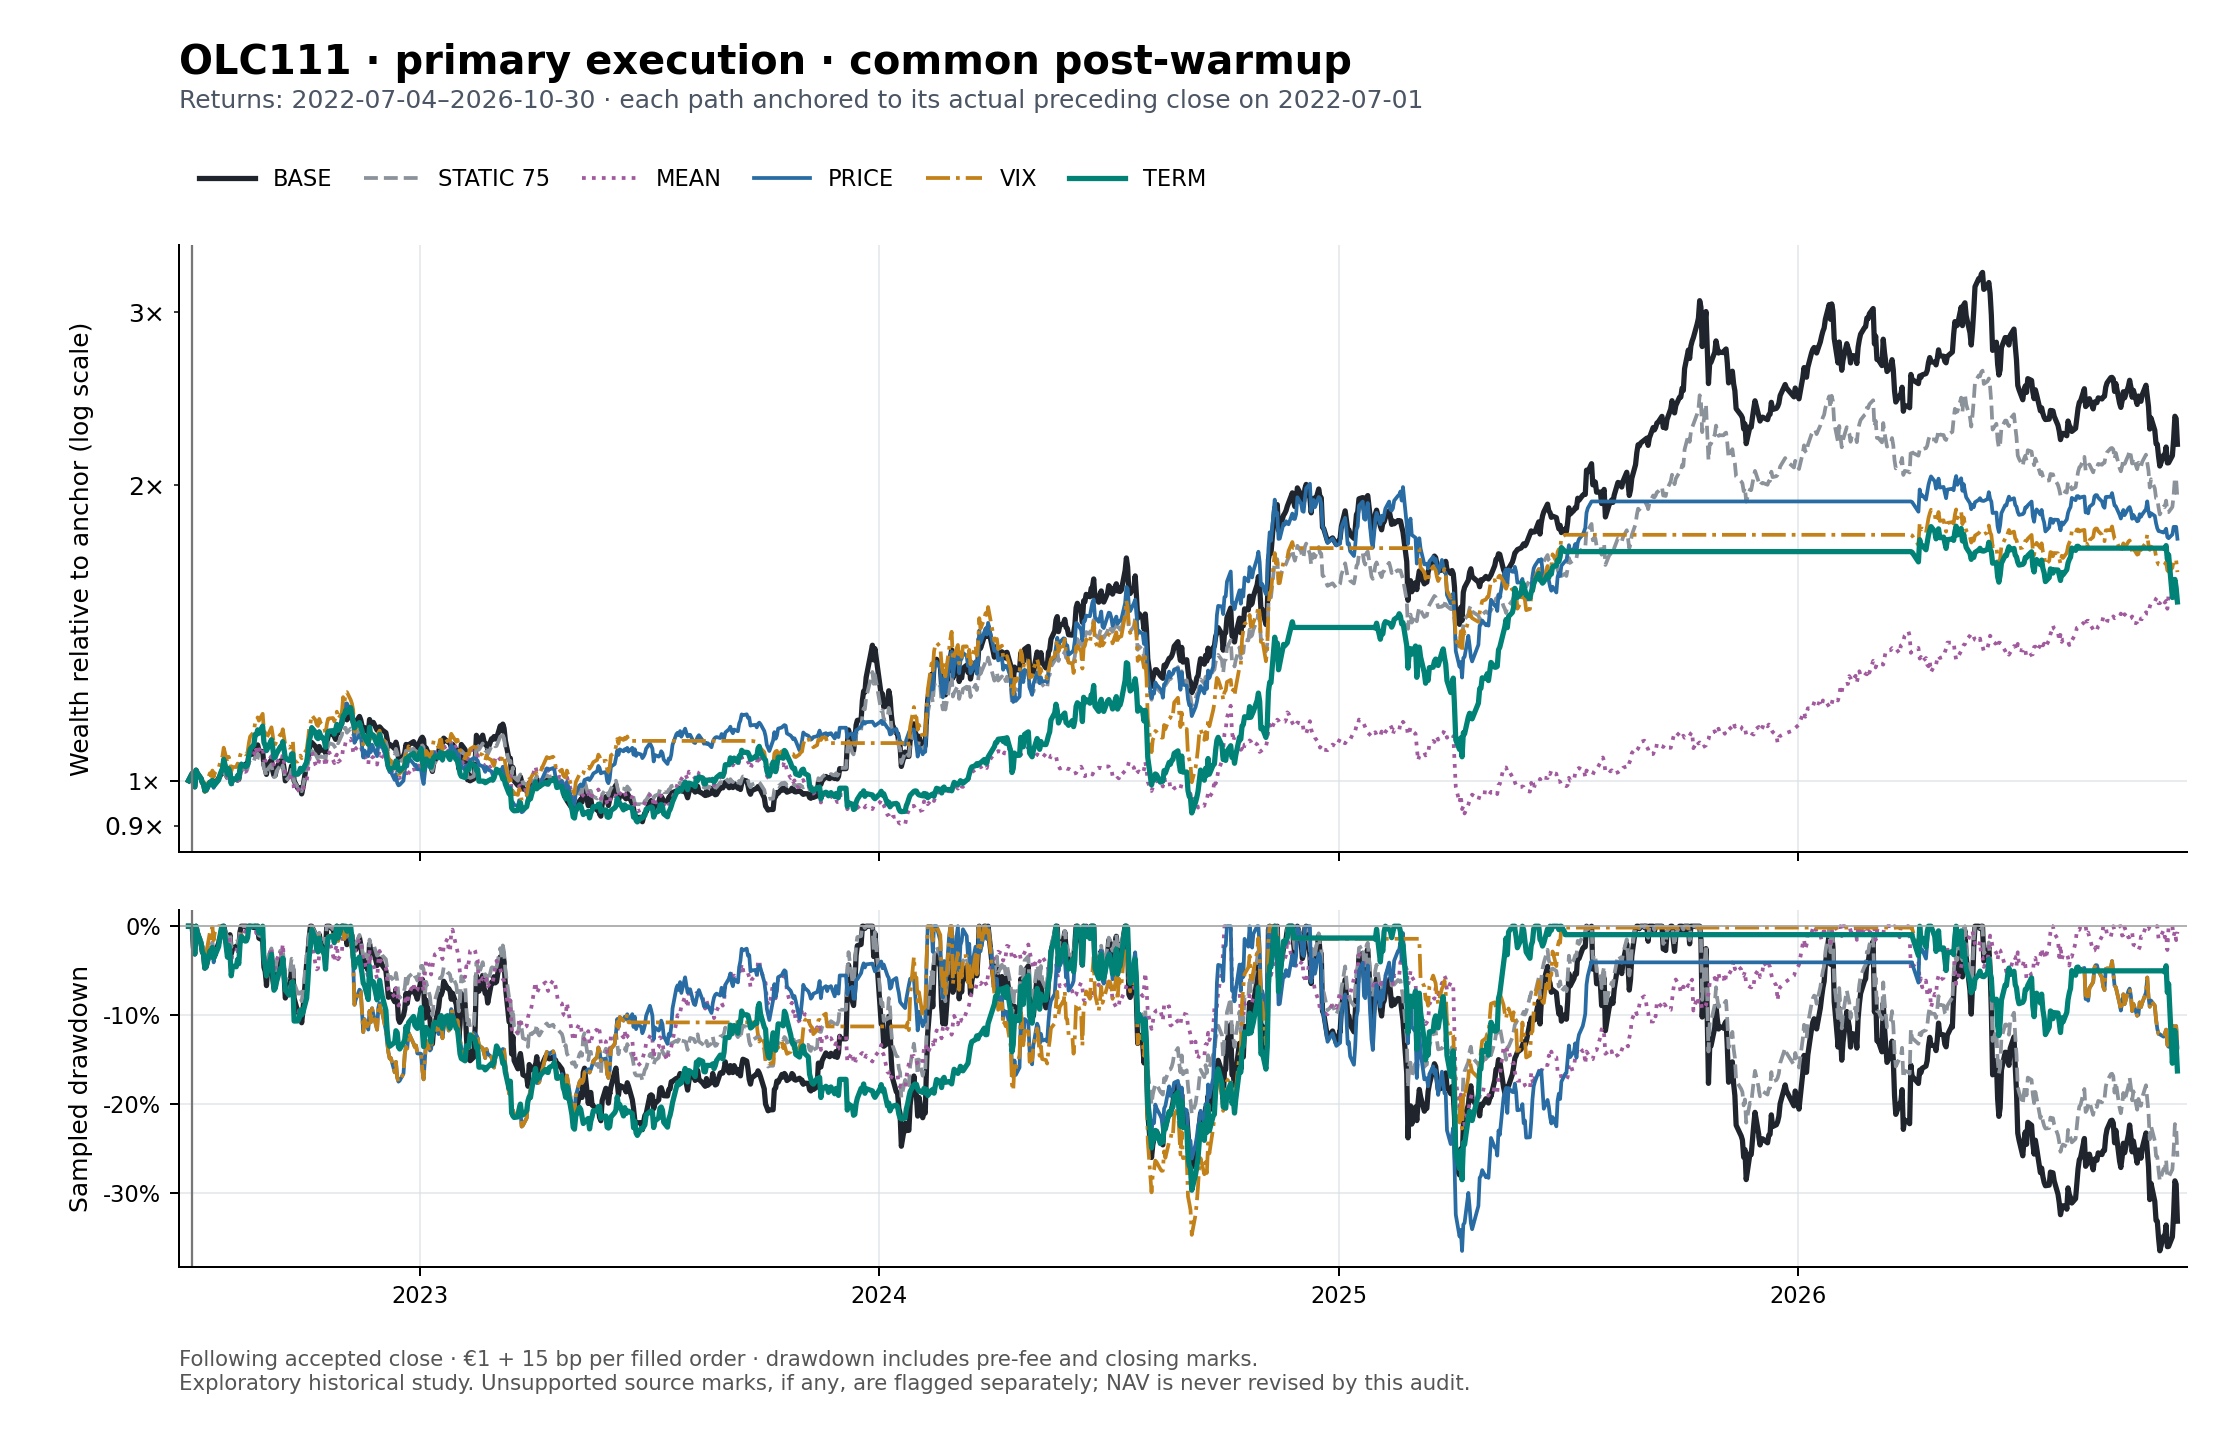 OLC111 · primary execution · common post-warmup
Returns: 2022-07-04–2026-10-30 · each path anchored to its actual preceding close on 2022-07-01
BASE STATIC 75 MEAN PRICE VIX TERM
Wealth relative to anchor (log scale)
3×
2×
1×
0.9×
Sampled drawdown
0%
-10%
-20%
-30%
2023 2024 2025 2026
Following accepted close · €1 + 15 bp per filled order · drawdown includes pre-fee and closing marks.
Exploratory historical study. Unsupported source marks, if any, are flagged separately; NAV is never revised by this audit.